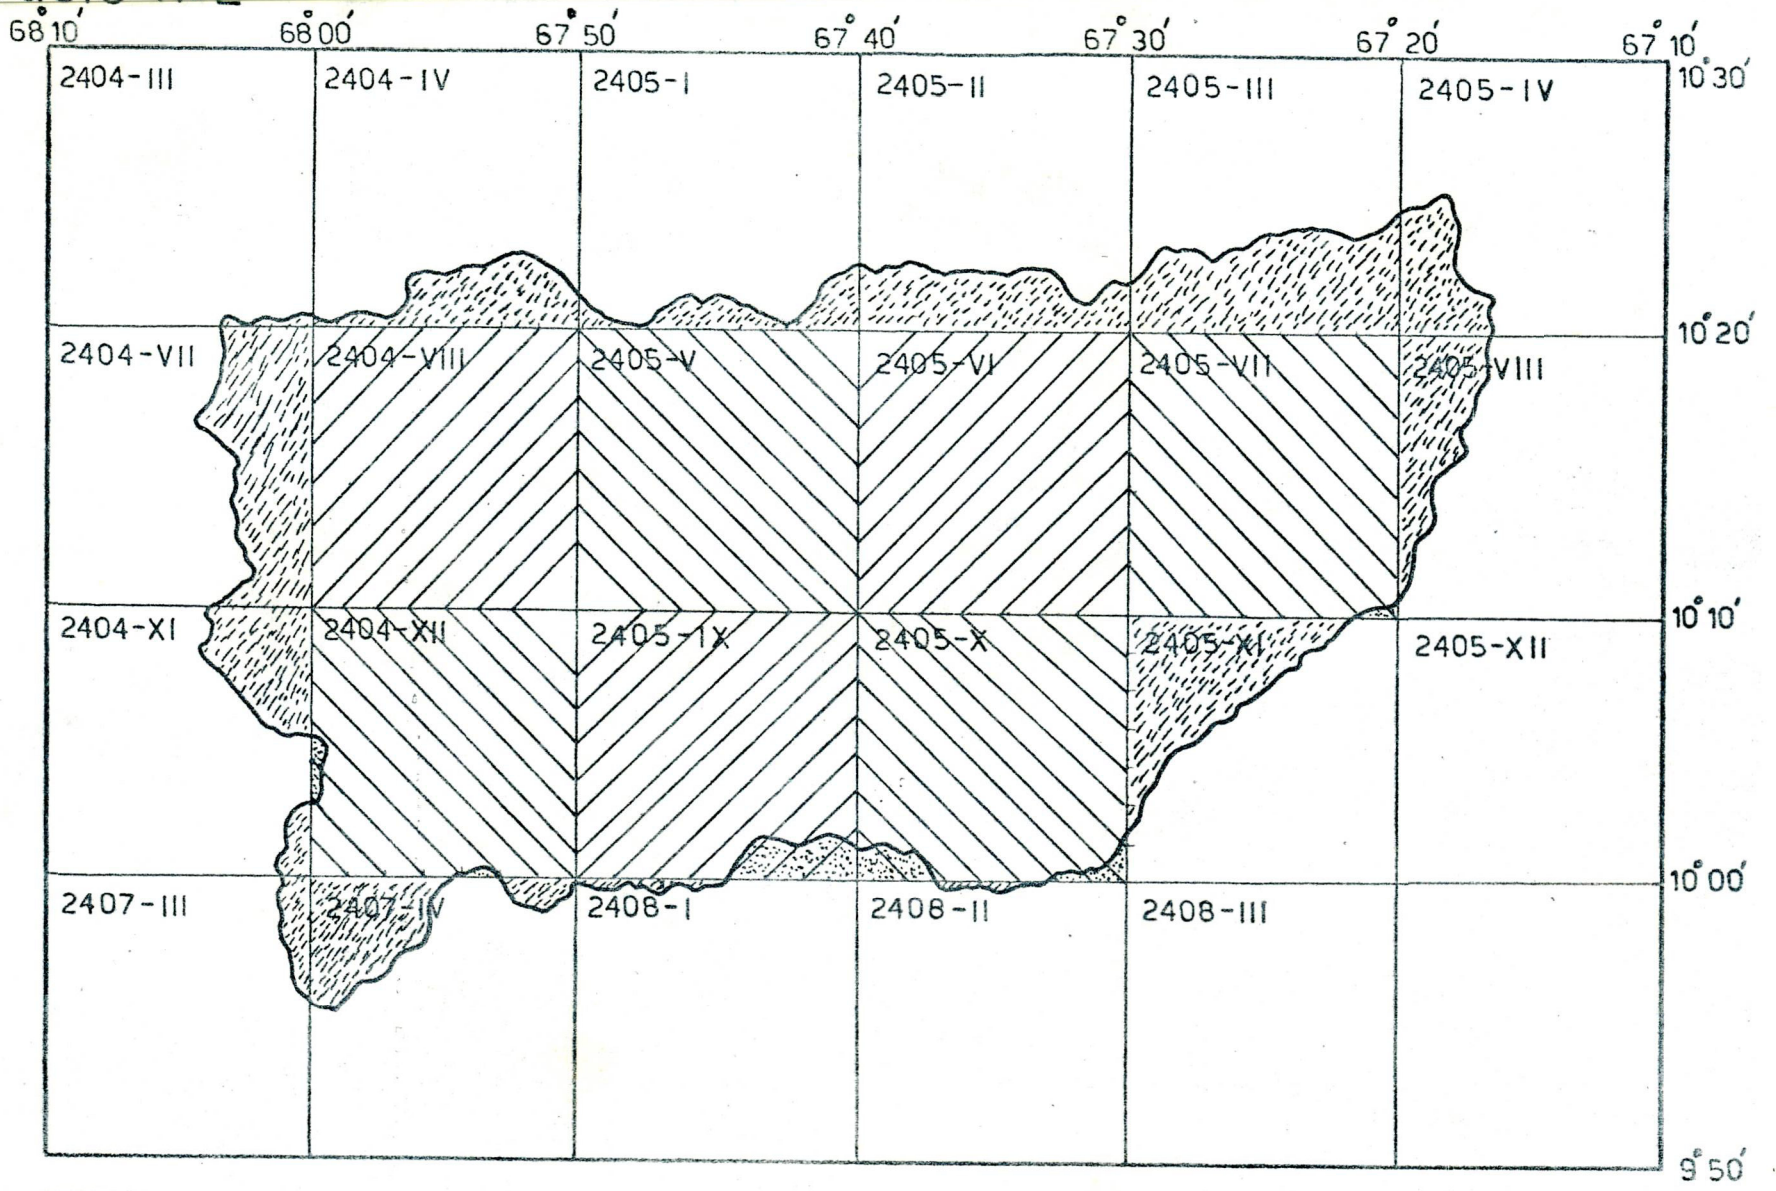 68°10′ 68°00′ 67°50′ 67°40′ 67°30′ 67°20′ 67°10′
10°30′
2404-III 2404-IV 2405-I 2405-II 2405-III 2405-IV
10°20′
2404-VII 2404-VIII 2405-V 2405-VI 2405-VII 2405-VIII
10°10′
2404-XI 2404-XII 2405-IX 2405-X 2405-XI 2405-XII
10°00′
2407-III 2407-IV 2408-I 2408-II 2408-III
9°50′